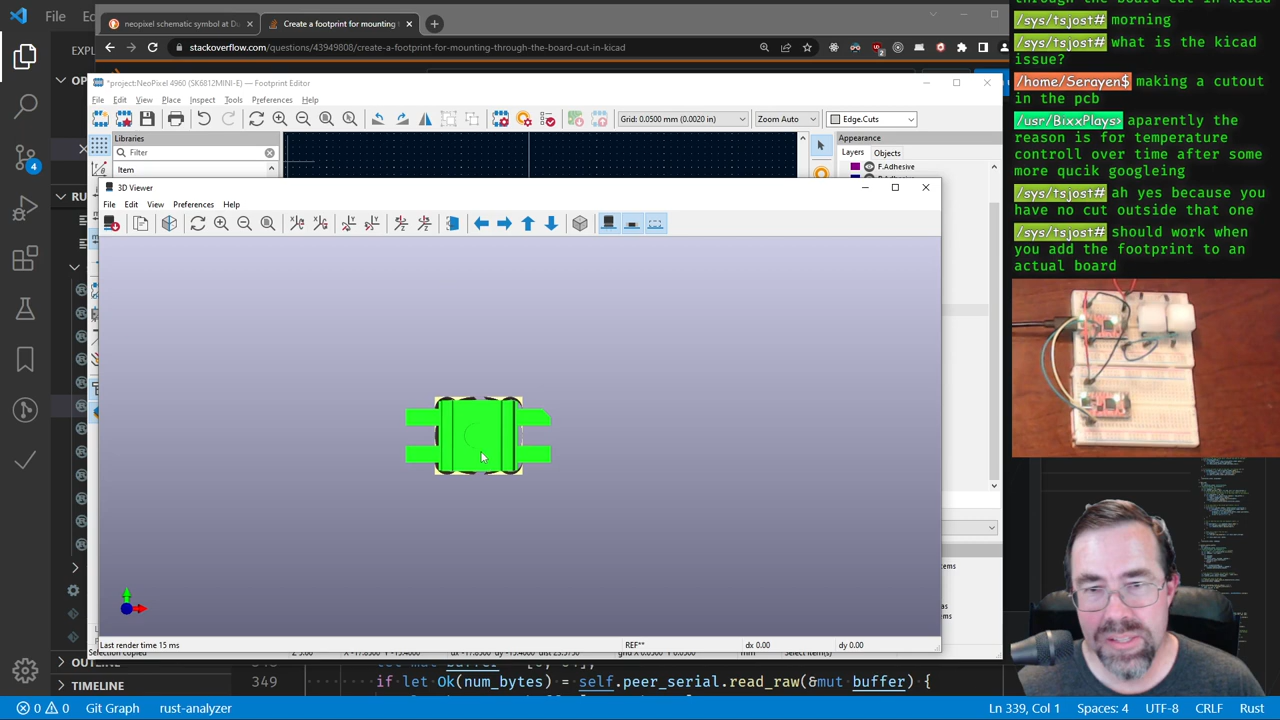 File
neopixel schematic symbol at Du
Create a footprint for mounting
stackoverflow.com/questions/43949808/create-a-footprint-for-mounting-through-the-board-cut-in-kicad
*project:NeoPixel 4960 (SK6812MINI-E) — Footprint Editor
File Edit View Place Inspect Tools Preferences Help
Grid: 0.0500 mm (0.0020 in)
Zoom Auto
Edge.Cuts
Libraries
Filter
Item
Appearance
Layers Objects
F.Adhesive
3D Viewer
File Edit View Preferences Help
Last render time 15 ms
REF**
dx 0.00
dy 0.00
OUTLINE
TIMELINE
349
if let Ok(num_bytes) = self.peer_serial.read_raw(&mut buffer) {
0 0
Git Graph
rust-analyzer
Ln 339, Col 1
Spaces: 4
UTF-8
CRLF
Rust
4
/sys/tsjost# morning
/sys/tsjost# what is the kicad
issue?
/home/Serayen$ making a cutout
in the pcb
/usr/BixxPlays> aparently the
reason is for temperature
controll over time after some
more qucik googleing
/sys/tsjost# ah yes because you
have no cut outside that one
/sys/tsjost# should work when
you add the footprint to an
actual board